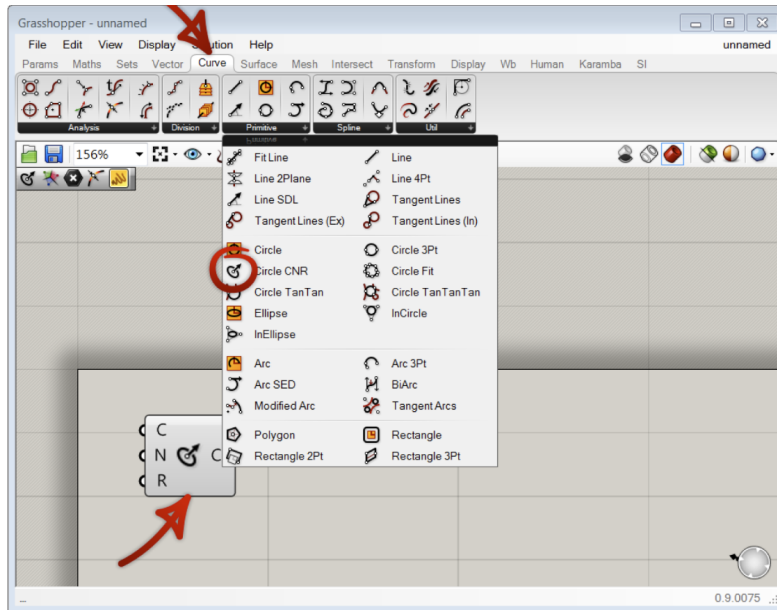 Grasshopper - unnamed
File Edit View Display Solution Help unnamed
Params Maths Sets Vector Curve Surface Mesh Intersect Transform Display Wb Human Karamba SI
Analysis Division Primitive Spline Util
156%
Fit Line Line
Line 2Plane Line 4Pt
Line SDL Tangent Lines
Tangent Lines (Ex) Tangent Lines (In)
Circle Circle 3Pt
Circle CNR Circle Fit
Circle TanTan Circle TanTanTan
Ellipse InCircle
InEllipse
Arc Arc 3Pt
Arc SED BiArc
Modified Arc Tangent Arcs
Polygon Rectangle
Rectangle 2Pt Rectangle 3Pt
C
N C
R
0.9.0075